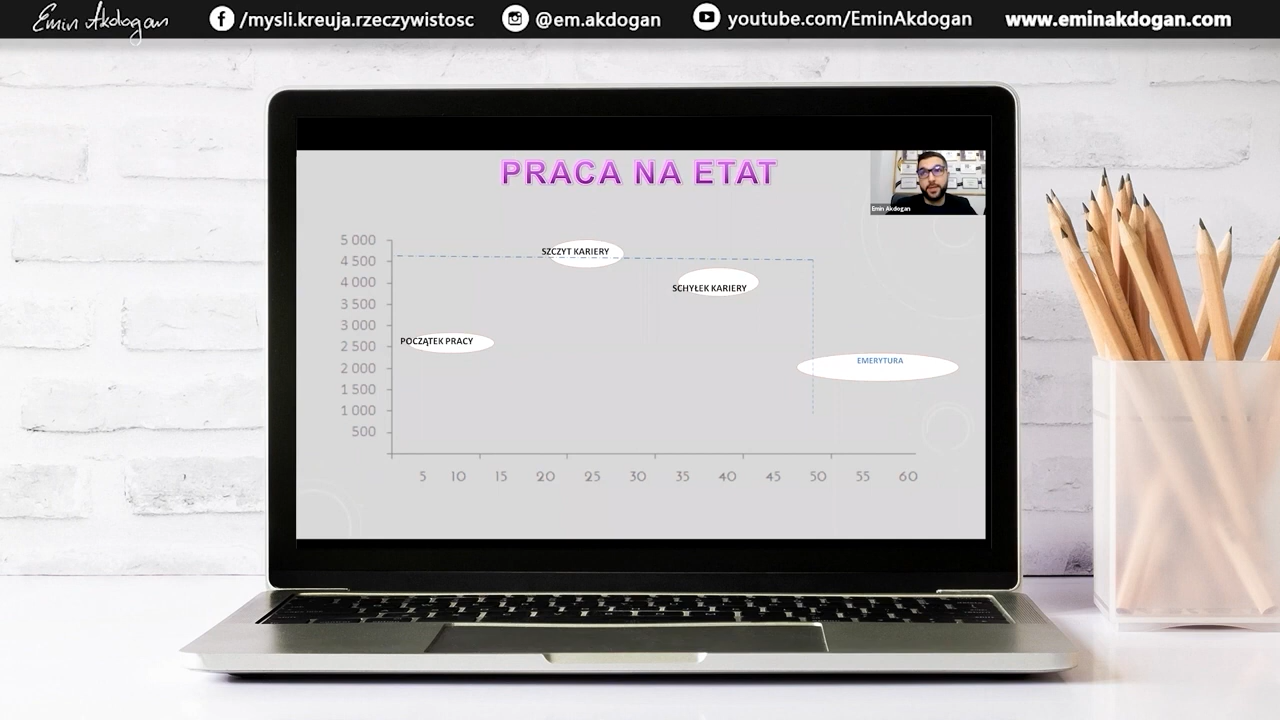 Emin Akdogan
/mysli.kreuja.rzeczywistosc
@em.akdogan
youtube.com/EminAkdogan
www.eminakdogan.com
PRACA NA ETAT
Emin Akdogan
5 000
4 500
4 000
3 500
3 000
2 500
2 000
1 500
1 000
500
SZCZYT KARIERY
SCHYŁEK KARIERY
POCZĄTEK PRACY
EMERYTURA
5 10 15 20 25 30 35 40 45 50 55 60